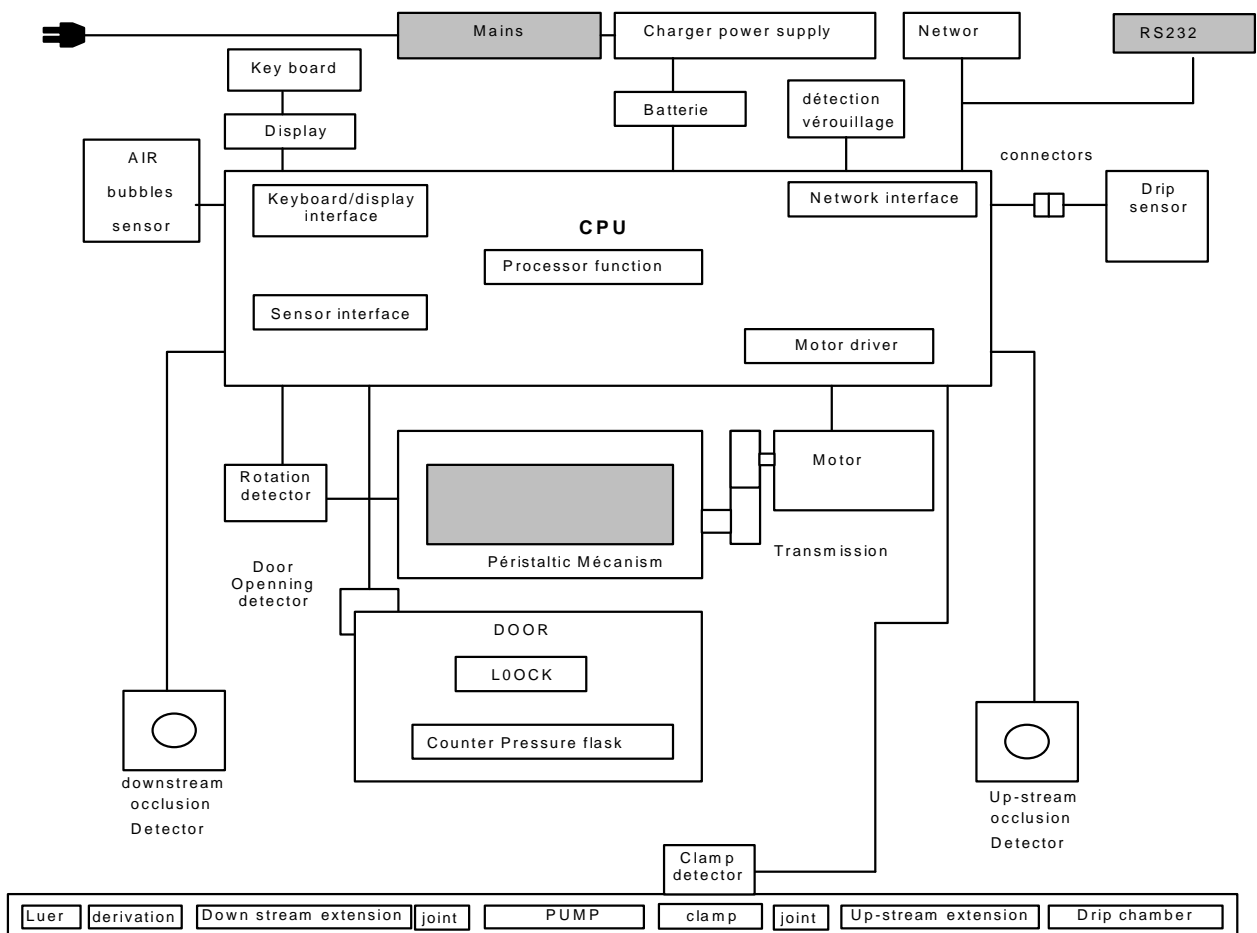 Mains
Charger power supply
Networ
RS232
Key board
Batterie
détection
vérouillage
Display
AIR
bubbles
sensor
connectors
Drip
sensor
Keyboard/display
interface
Network interface
CPU
Processor function
Sensor interface
Motor driver
Rotation
detector
Motor
Péristaltic Mécanism
Transmission
Door
Openning
detector
DOOR
L0OCK
Counter Pressure flask
downstream
occlusion
Detector
Up-stream
occlusion
Detector
Clamp
detector
Luer
derivation
Down stream extension
joint
PUMP
clamp
joint
Up-stream extension
Drip chamber